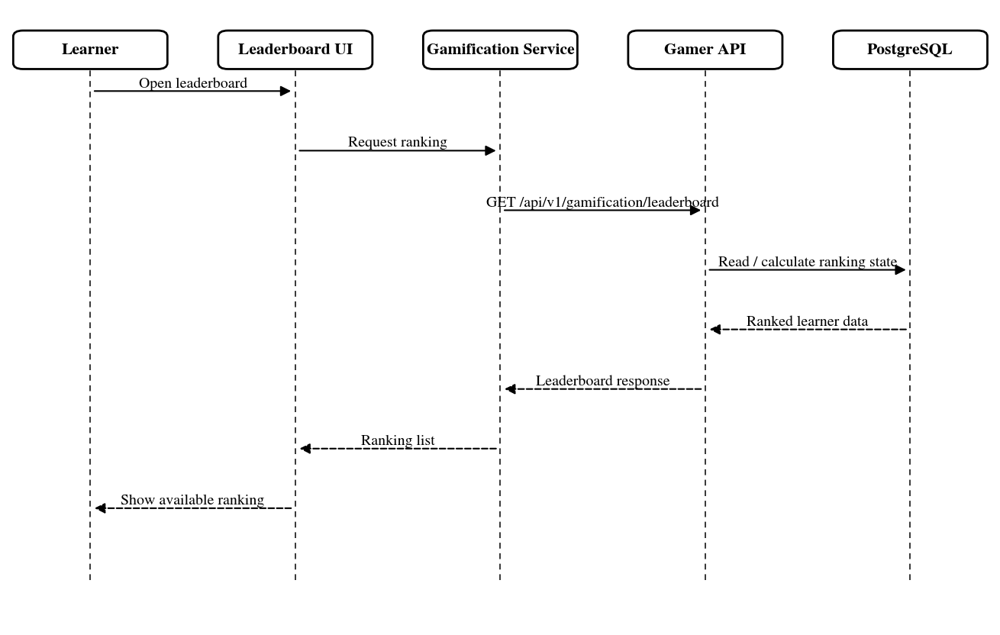 Learner
Leaderboard UI
Gamification Service
Gamer API
PostgreSQL
Open leaderboard
Request ranking
GET /api/v1/gamification/leaderboard
Read / calculate ranking state
Ranked learner data
Leaderboard response
Ranking list
Show available ranking